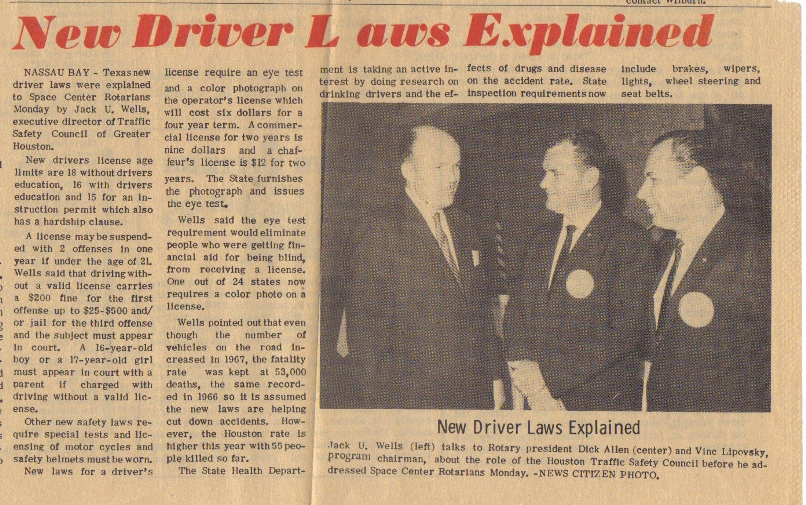 contact Wilburn.
New Driver L aws Explained
NASSAU BAY - Texas new
driver laws were explained
to Space Center Rotarians
Monday by Jack U. Wells,
executive director of Traffic
Safety Council of Greater
Houston.
New drivers license age
limits are 18 without drivers
education, 16 with drivers
education and 15 for an in-
struction permit which also
has a hardship clause.
A license may be suspend-
ed with 2 offenses in one
year if under the age of 21.
Wells said that driving with-
out a valid license carries
a $200 fine for the first
offense up to $25-$500 and/
or jail for the third offense
and the subject must appear
in court. A 16-year-old
boy or a 17-year-old girl
must appear in court with a
parent if charged with
driving without a valid lic-
ense.
Other new safety laws re-
quire special tests and lic-
ensing of motor cycles and
safety helmets must be worn.
New laws for a driver's
license require an eye test
and a color photograph on
the operator's license which
will cost six dollars for a
four year term. A commer-
cial license for two years is
nine dollars and a chaf-
feur's license is $12 for two
years. The State furnishes
the photograph and issues
the eye test.
Wells said the eye test
requirement would eliminate
people who were getting fin-
ancial aid for being blind,
from receiving a license.
One out of 24 states now
requires a color photo on a
license.
Wells pointed out that even
though the number of
vehicles on the road in-
creased in 1967, the fatality
rate was kept at 53,000
deaths, the same record-
ed in 1966 so it is assumed
the new laws are helping
cut down accidents. How-
ever, the Houston rate is
higher this year with 55 peo-
ple killed so far.
The State Health Depart-
ment is taking an active in-
terest by doing research on
drinking drivers and the ef-
fects of drugs and disease
on the accident rate. State
inspection requirements now
include brakes, wipers,
lights, wheel steering and
seat belts.
New Driver Laws Explained
Jack U. Wells (left) talks to Rotary president Dick Allen (center) and Vinc Lipovsky,
program chairman, about the role of the Houston Traffic Safety Council before he ad-
dressed Space Center Rotarians Monday. -NEWS CITIZEN PHOTO.